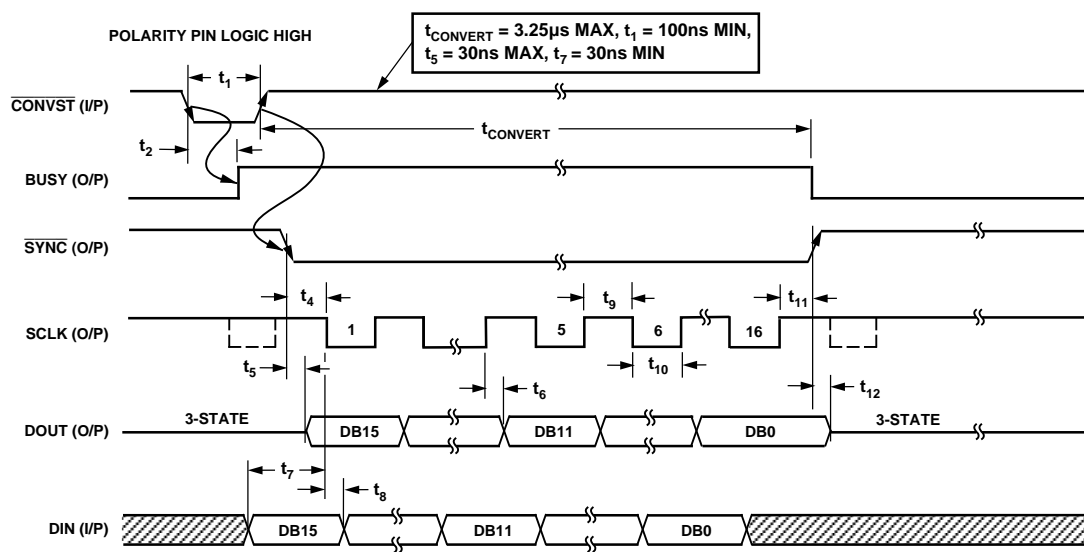 POLARITY PIN LOGIC HIGH
tCONVERT = 3.25µs MAX, t1 = 100ns MIN,
t5 = 30ns MAX, t7 = 30ns MIN
t1
CONVST (I/P)
tCONVERT
t2
BUSY (O/P)
SYNC (O/P)
t4
t9
t11
SCLK (O/P)
1
5
6
16
t5
t10
t6
t12
3-STATE
3-STATE
DOUT (O/P)
DB15
DB11
DB0
t7
t8
DIN (I/P)
DB15
DB11
DB0